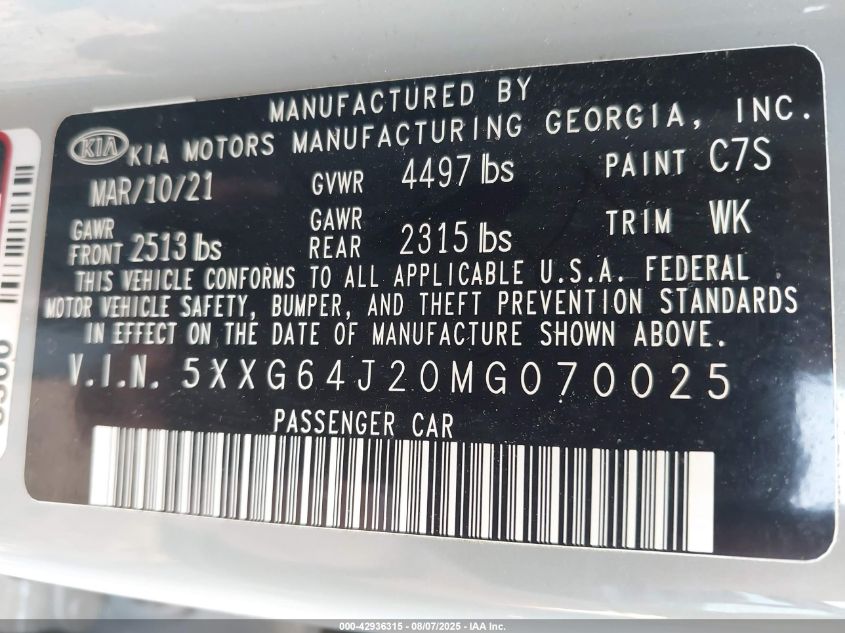 MANUFACTURED BY
KIA KIA MOTORS MANUFACTURING GEORGIA, INC.
MAR/10/21 GVWR 4497 lbs PAINT C7S
GAWR FRONT 2513 lbs GAWR REAR 2315 lbs TRIM WK
THIS VEHICLE CONFORMS TO ALL APPLICABLE U.S.A. FEDERAL
MOTOR VEHICLE SAFETY, BUMPER, AND THEFT PREVENTION STANDARDS
IN EFFECT ON THE DATE OF MANUFACTURE SHOWN ABOVE.
V.I.N. 5XXG64J20MG070025
PASSENGER CAR
000-42936315 - 08/07/2025 - IAA Inc.